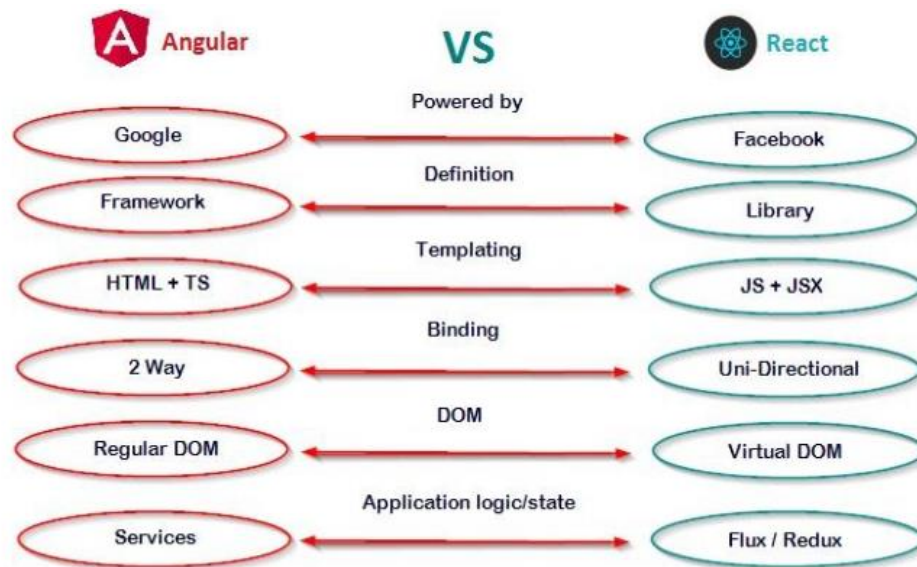 Angular VS React
Powered by
Google Facebook
Definition
Framework Library
Templating
HTML + TS JS + JSX
Binding
2 Way Uni-Directional
DOM
Regular DOM Virtual DOM
Application logic/state
Services Flux / Redux